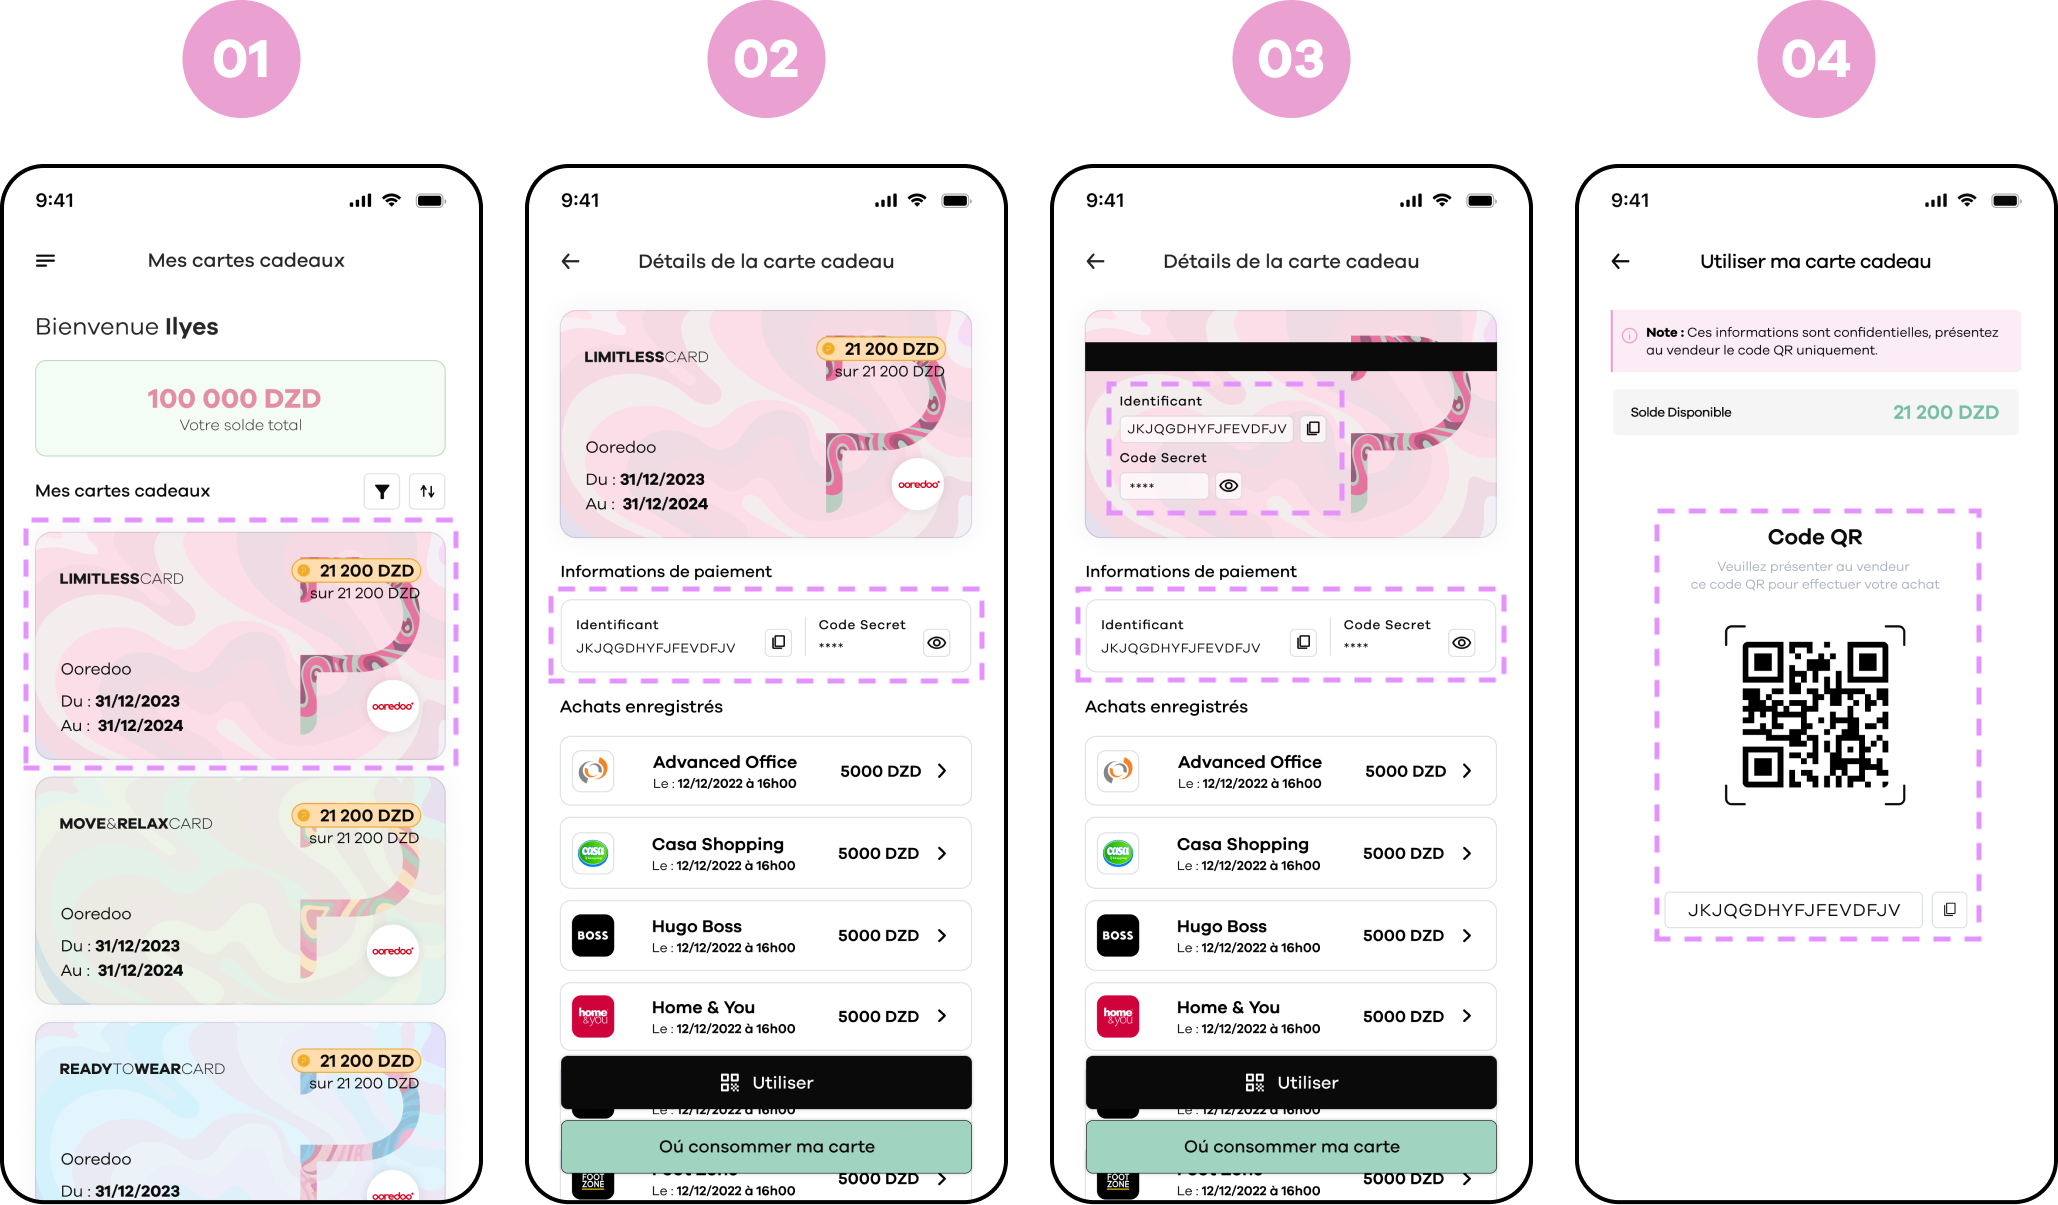 01
9:41
Mes cartes cadeaux
Bienvenue Ilyes
100 000 DZD
Votre solde total
Mes cartes cadeaux
LIMITLESSCARD
21 200 DZD
sur 21 200 DZD
Ooredoo
Du : 31/12/2023
Au : 31/12/2024
ooredoo
MOVE&RELAXCARD
21 200 DZD
sur 21 200 DZD
Ooredoo
Du : 31/12/2023
Au : 31/12/2024
ooredoo
READYTOWEARCARD
21 200 DZD
sur 21 200 DZD
Ooredoo
Du : 31/12/2023
ooredoo
02
9:41
Détails de la carte cadeau
LIMITLESSCARD
21 200 DZD
sur 21 200 DZD
Ooredoo
Du : 31/12/2023
Au : 31/12/2024
ooredoo
Informations de paiement
Identificant
JKJQGDHYFJFEVDFJV
Code Secret
****
Achats enregistrés
Advanced Office
Le : 12/12/2022 à 16h00
5000 DZD
casa
Casa Shopping
Le : 12/12/2022 à 16h00
5000 DZD
BOSS
Hugo Boss
Le : 12/12/2022 à 16h00
5000 DZD
home
&you
Home & You
Le : 12/12/2022 à 16h00
5000 DZD
Utiliser
Le : 12/12/2022 à 16h00
Oú consommer ma carte
FOOT
ZONE
Foot Zone
Le : 12/12/2022 à 16h00
5000 DZD
03
9:41
Détails de la carte cadeau
Identificant
JKJQGDHYFJFEVDFJV
Code Secret
****
Informations de paiement
Identificant
JKJQGDHYFJFEVDFJV
Code Secret
****
Achats enregistrés
Advanced Office
Le : 12/12/2022 à 16h00
5000 DZD
casa
Casa Shopping
Le : 12/12/2022 à 16h00
5000 DZD
BOSS
Hugo Boss
Le : 12/12/2022 à 16h00
5000 DZD
home
&you
Home & You
Le : 12/12/2022 à 16h00
5000 DZD
Utiliser
Le : 12/12/2022 à 16h00
Oú consommer ma carte
FOOT
ZONE
Foot Zone
Le : 12/12/2022 à 16h00
5000 DZD
04
9:41
Utiliser ma carte cadeau
Note : Ces informations sont confidentielles, présentez
au vendeur le code QR uniquement.
Solde Disponible
21 200 DZD
Code QR
Veuillez présenter au vendeur
ce code QR pour effectuer votre achat
JKJQGDHYFJFEVDFJV